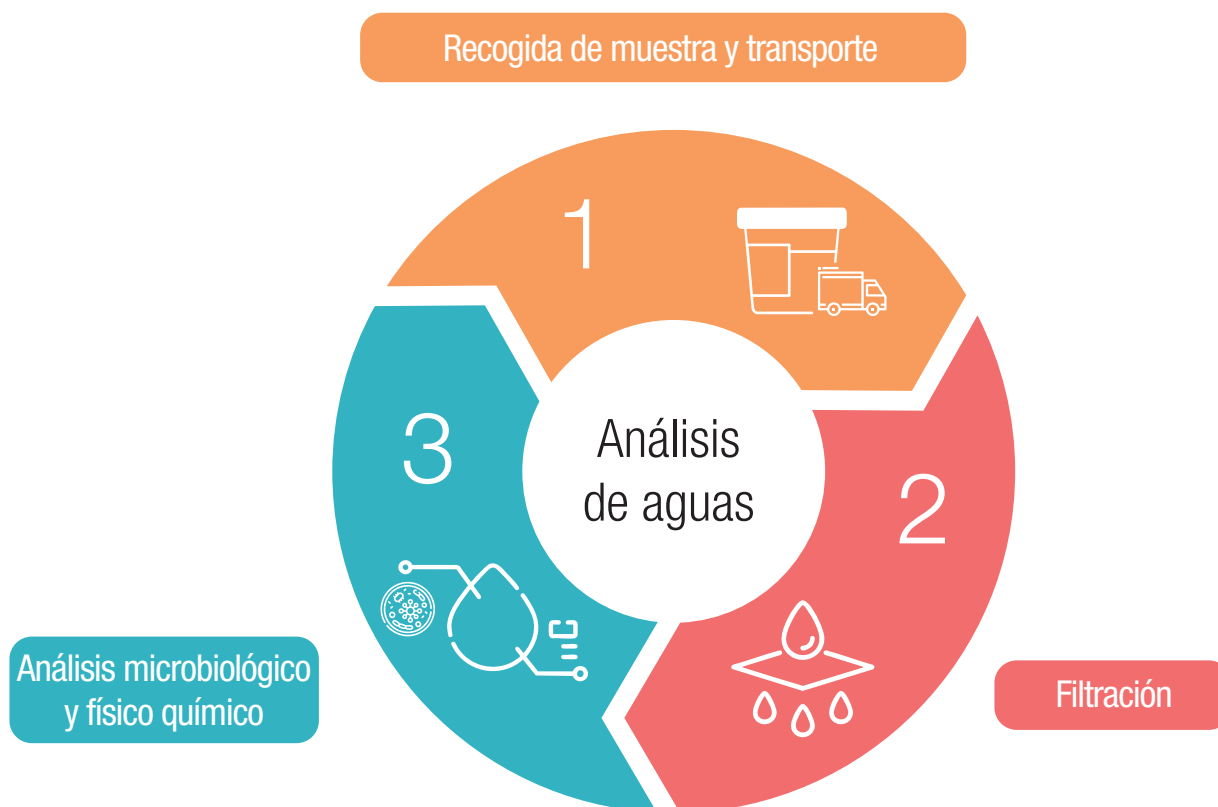 Recogida de muestra y transporte
1
3
Análisis
de aguas
2
Análisis microbiológico
y físico químico
Filtración